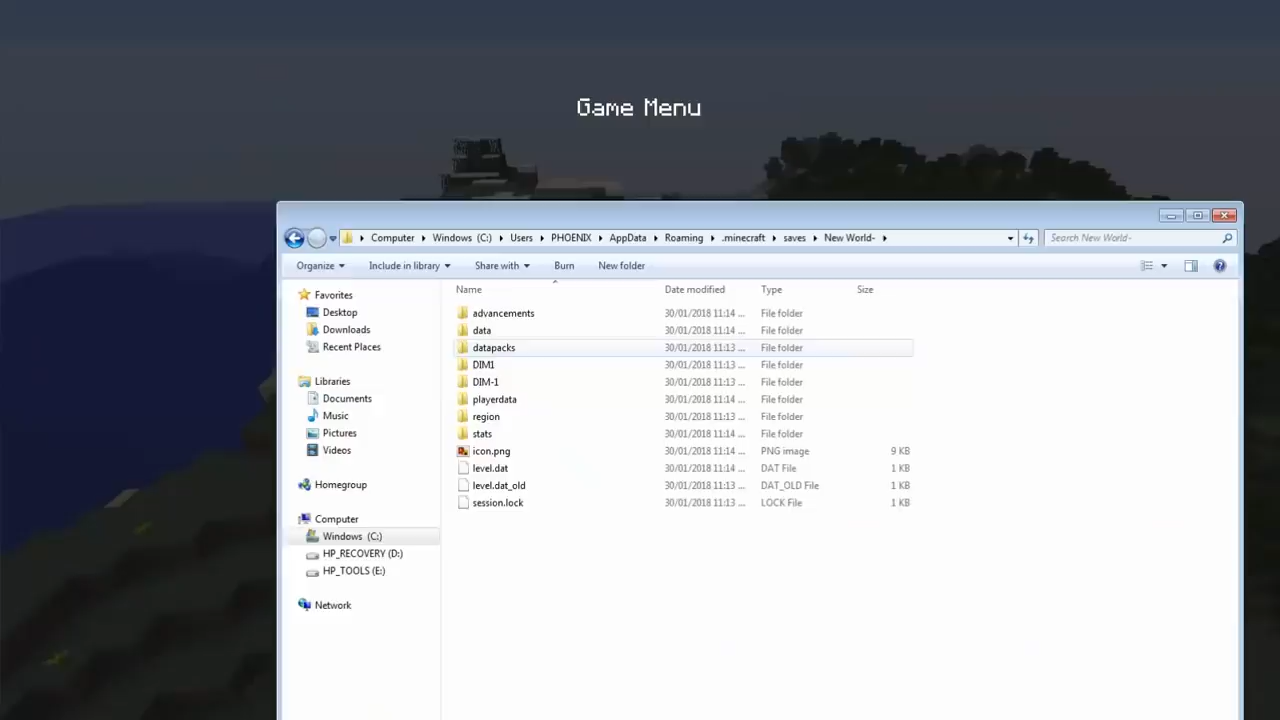 Game Menu
Computer Windows (C:) Users PHOENIX AppData Roaming .minecraft saves New World- Search New World-
Organize Include in library Share with Burn New folder
Name Date modified Type Size
Favorites
Desktop
Downloads
Recent Places
Libraries
Documents
Music
Pictures
Videos
Homegroup
Computer
Windows (C:)
HP_RECOVERY (D:)
HP_TOOLS (E:)
Network
advancements 30/01/2018 11:14 ... File folder
data 30/01/2018 11:14 ... File folder
datapacks 30/01/2018 11:13 ... File folder
DIM1 30/01/2018 11:13 ... File folder
DIM-1 30/01/2018 11:13 ... File folder
playerdata 30/01/2018 11:14 ... File folder
region 30/01/2018 11:13 ... File folder
stats 30/01/2018 11:14 ... File folder
icon.png 30/01/2018 11:14 ... PNG image 9 KB
level.dat 30/01/2018 11:14 ... DAT File 1 KB
level.dat_old 30/01/2018 11:13 ... DAT_OLD File 1 KB
session.lock 30/01/2018 11:13 ... LOCK File 1 KB